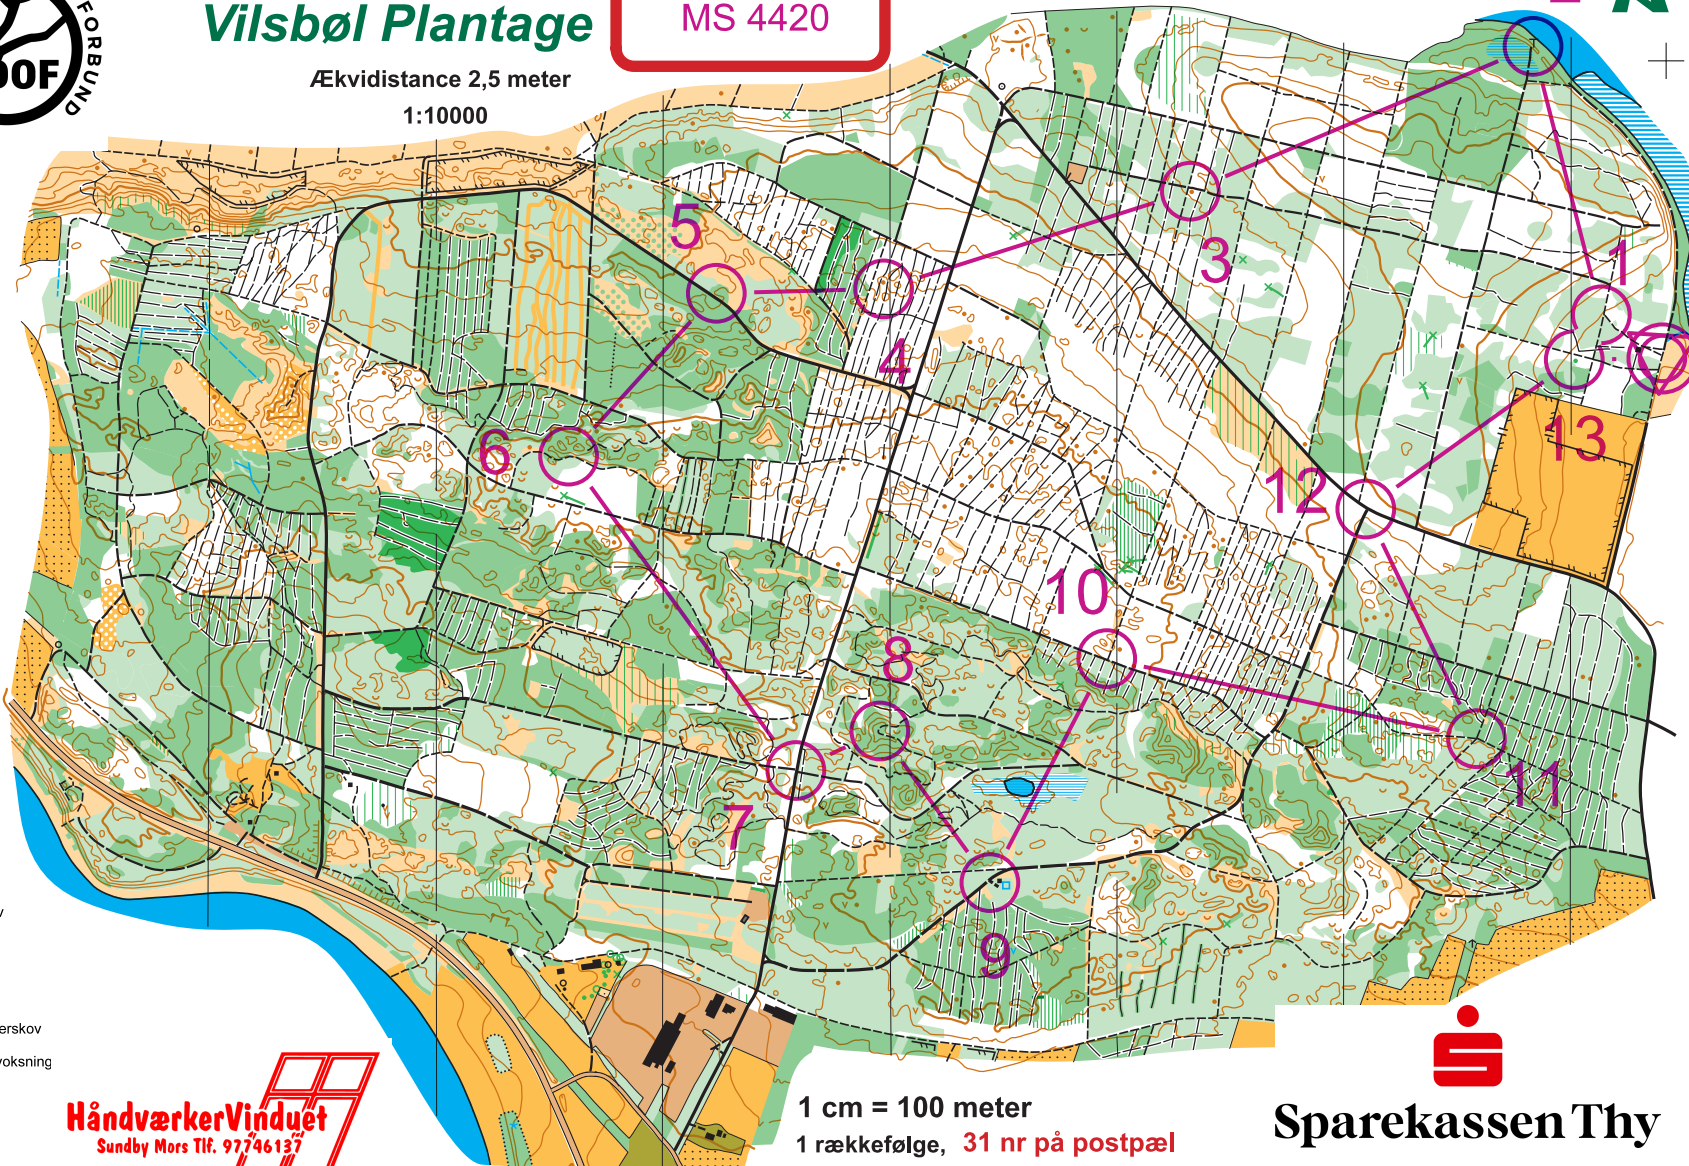 FORBUND
DOF
Vilsbøl Plantage
MS 4420
Ækvidistance 2,5 meter
1:10000
5
3
1
4
6
13
12
10
8
11
7
9
erskov
voksning
HåndværkerVinduet
Sundby Mors Tlf. 97746137
1 cm = 100 meter
1 rækkefølge, 31 nr på postpæl
Sparekassen Thy